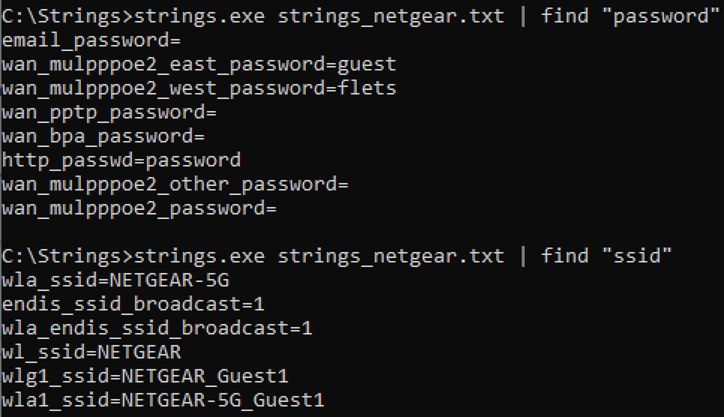 C:\Strings>strings.exe strings_netgear.txt | find "password"
email_password=
wan_mulpppoe2_east_password=guest
wan_mulpppoe2_west_password=flets
wan_pptp_password=
wan_bpa_password=
http_passwd=password
wan_mulpppoe2_other_password=
wan_mulpppoe2_password=
C:\Strings>strings.exe strings_netgear.txt | find "ssid"
wla_ssid=NETGEAR-5G
endis_ssid_broadcast=1
wla_endis_ssid_broadcast=1
wl_ssid=NETGEAR
wlg1_ssid=NETGEAR_Guest1
wla1_ssid=NETGEAR-5G_Guest1